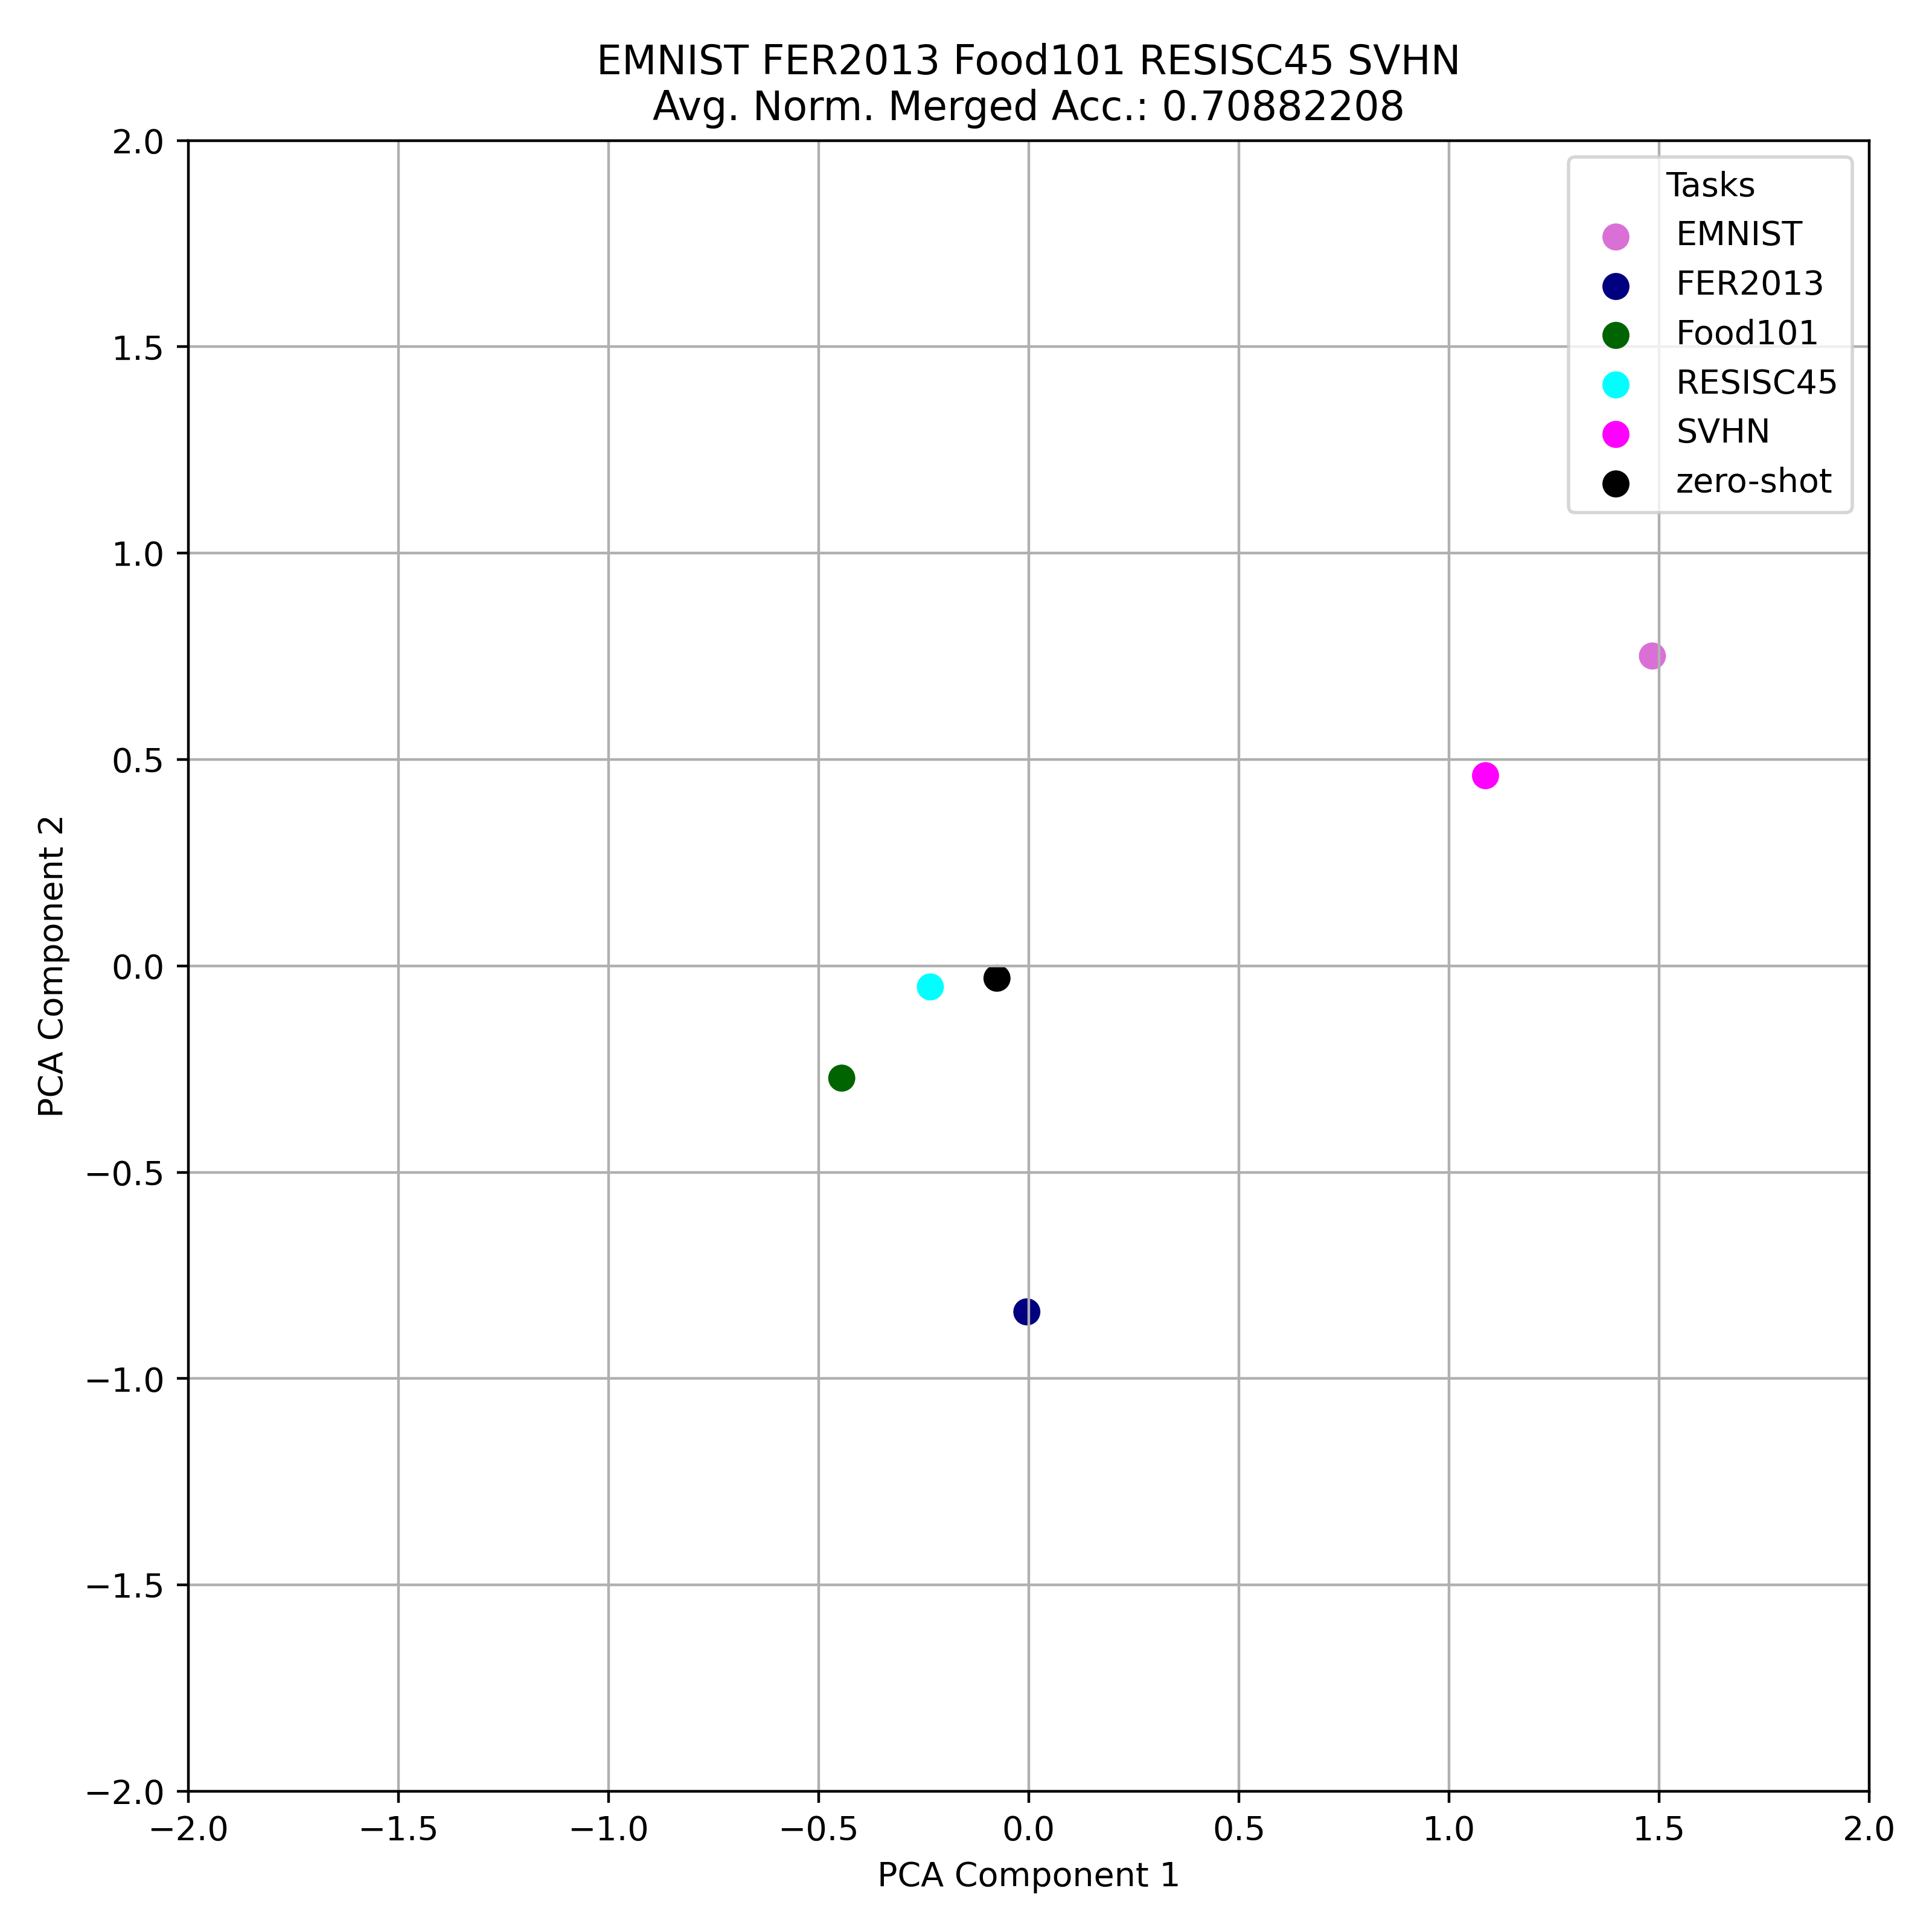 EMNIST FER2013 Food101 RESISC45 SVHN
Avg. Norm. Merged Acc.: 0.70882208
Tasks
EMNIST
FER2013
Food101
RESISC45
SVHN
zero-shot
2.0
1.5
1.0
0.5
0.0
−0.5
−1.0
−1.5
−2.0
PCA Component 2
−2.0 −1.5 −1.0 −0.5 0.0 0.5 1.0 1.5 2.0
PCA Component 1